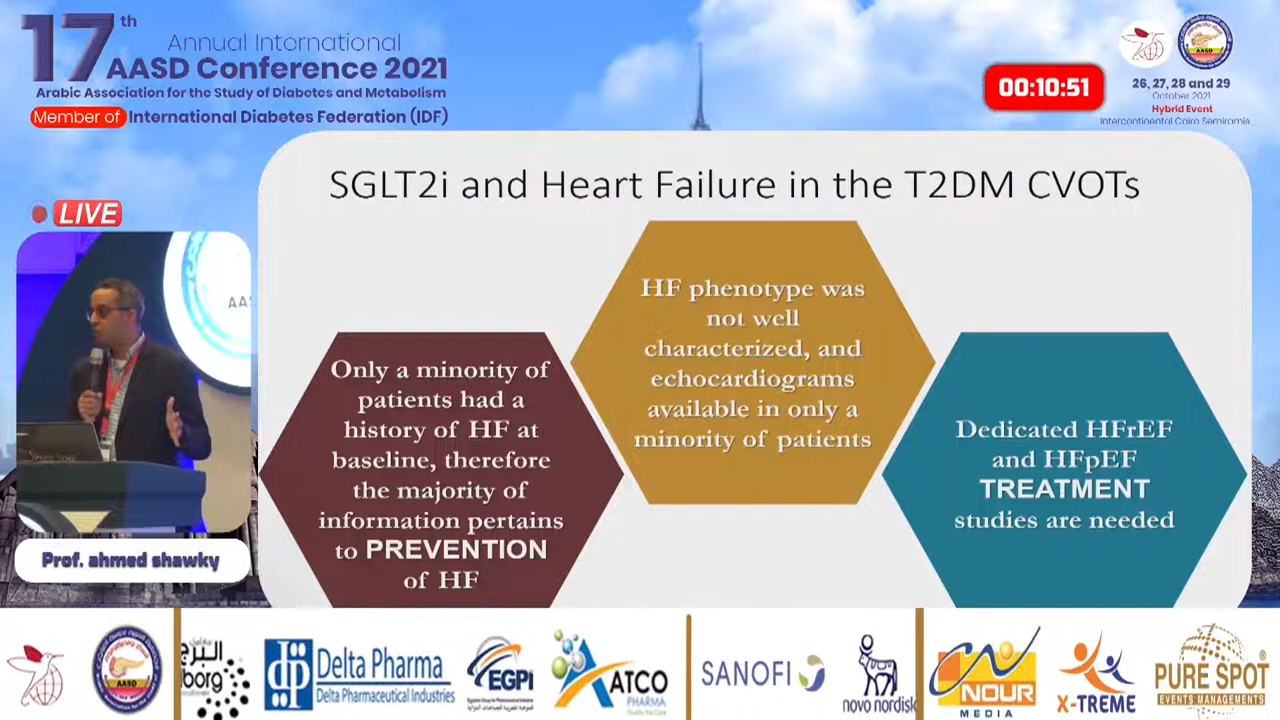 17th
Annual International
AASD Conference 2021
Arabic Association for the Study of Diabetes and Metabolism
Member of International Diabetes Federation (IDF)
00:10:51
AASD
26, 27, 28 and 29
October 2021
Hybrid Event
Intercontinental Cairo Semiramis
LIVE
AA
Prof. ahmed shawky
SGLT2i and Heart Failure in the T2DM CVOTs
Only a minority of
patients had a
history of HF at
baseline, therefore
the majority of
information pertains
to PREVENTION
of HF
HF phenotype was
not well
characterized, and
echocardiograms
available in only a
minority of patients
Dedicated HFrEF
and HFpEF
TREATMENT
studies are needed
AASD
البرج
borg
Delta Pharma
Delta Pharmaceutical Industries
EGPI
ATCO
PHARMA
SANOFI
novo nordisk
NOUR
MEDIA
X-TREME
PURE SPOT
EVENTS MANAGEMENTS